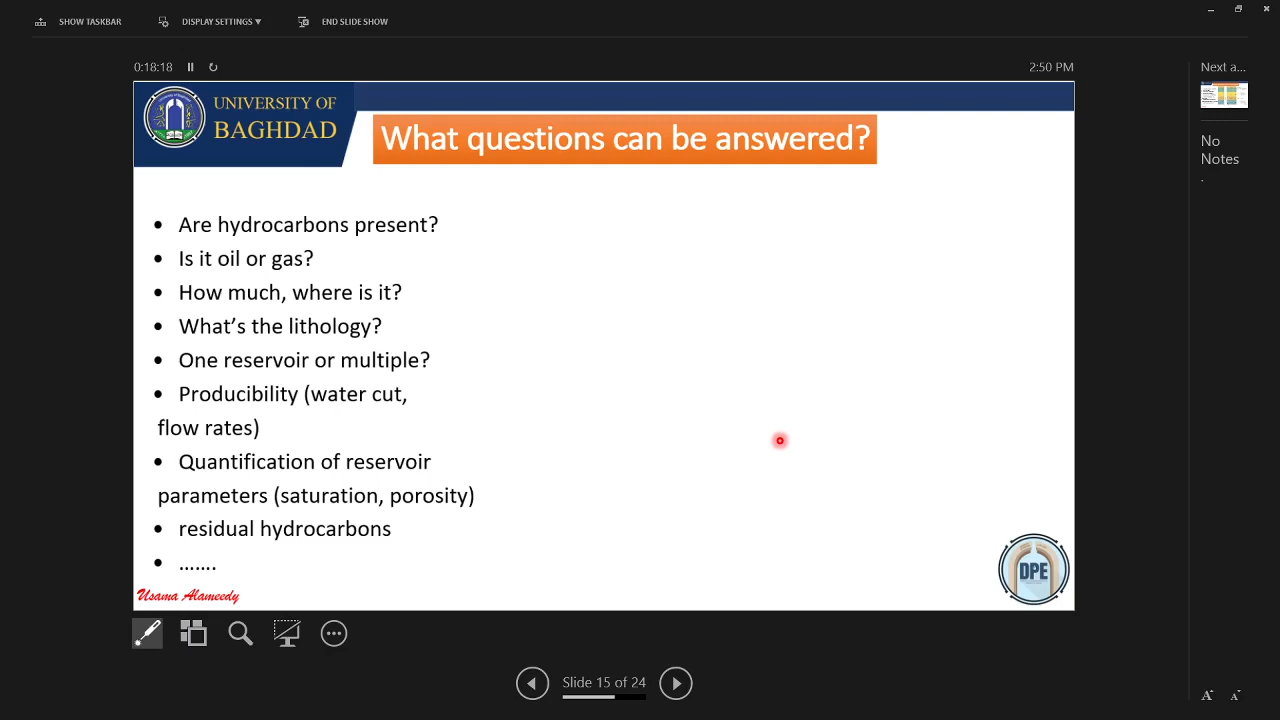 SHOW TASKBAR DISPLAY SETTINGS ▼ END SLIDE SHOW
0:18:18 2:50 PM
Next a...
UNIVERSITY OF
BAGHDAD
What questions can be answered?
No
Notes
.
• Are hydrocarbons present?
• Is it oil or gas?
• How much, where is it?
• What's the lithology?
• One reservoir or multiple?
• Producibility (water cut,
flow rates)
• Quantification of reservoir
parameters (saturation, porosity)
• residual hydrocarbons
• .......
Usama Alameedy
DPE
Slide 15 of 24
A A